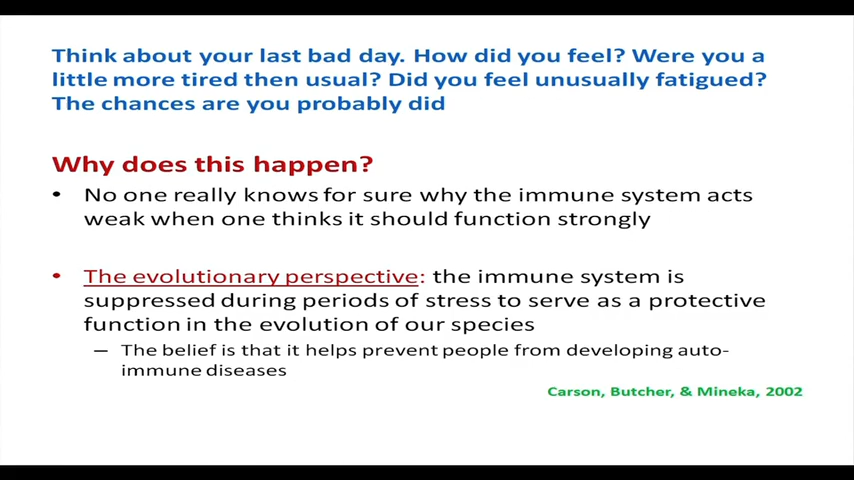 Think about your last bad day. How did you feel? Were you a
little more tired then usual? Did you feel unusually fatigued?
The chances are you probably did
Why does this happen?
• No one really knows for sure why the immune system acts
weak when one thinks it should function strongly
• The evolutionary perspective: the immune system is
suppressed during periods of stress to serve as a protective
function in the evolution of our species
– The belief is that it helps prevent people from developing auto-
immune diseases
Carson, Butcher, & Mineka, 2002